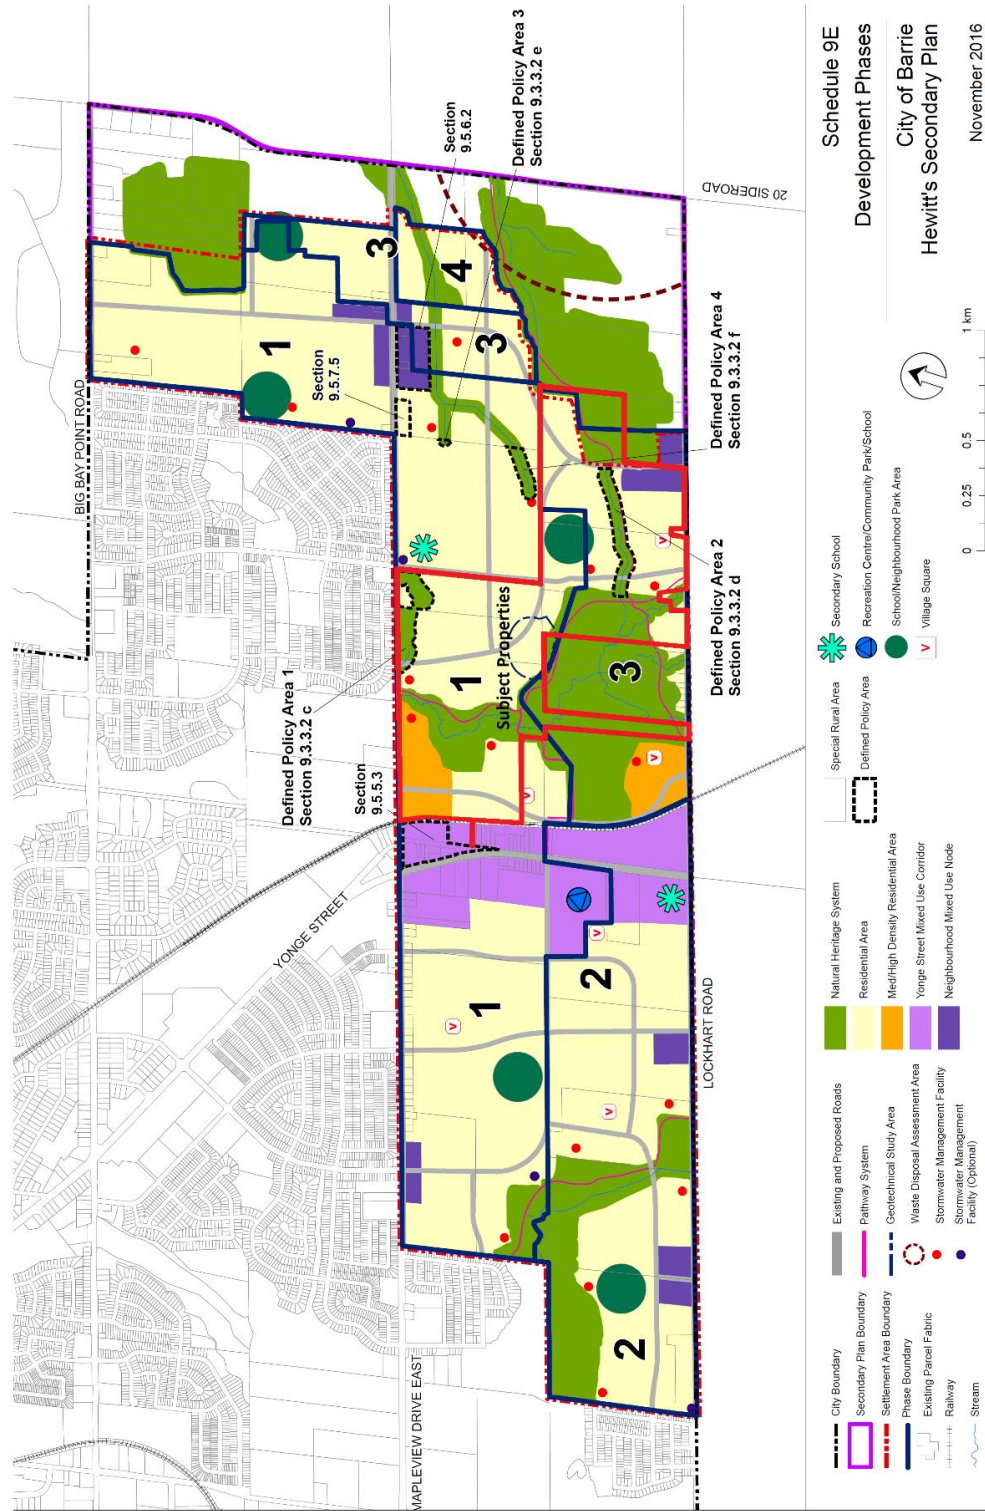 Schedule 9E
Development Phases
City of Barrie
Hewitt's Secondary Plan
November 2016
BIG BAY POINT ROAD
MAPLEVIEW DRIVE EAST
YONGE STREET
LOCKHART ROAD
20 SIDEROAD
Defined Policy Area 1
Section 9.3.3.2 c
Section
9.5.5.3
Section
9.5.7.5
Section
9.5.6.2
Defined Policy Area 3
Section 9.3.3.2 e
Defined Policy Area 4
Section 9.3.3.2 f
Defined Policy Area 2
Section 9.3.3.2 d
Subject Properties
1
1
1
2
2
3
3
3
4
V
V
V
V
V
V
City Boundary
Secondary Plan Boundary
Settlement Area Boundary
Phase Boundary
Existing Parcel Fabric
Railway
Stream
Existing and Proposed Roads
Pathway System
Geotechnical Study Area
Waste Disposal Assessment Area
Stormwater Management Facility
Stormwater Management
Facility (Optional)
Natural Heritage System
Residential Area
Med/High Density Residential Area
Yonge Street Mixed Use Corridor
Neighbourhood Mixed Use Node
Special Rural Area
Defined Policy Area
Secondary School
Recreation Centre/Community Park/School
School/Neighbourhood Park Area
V
Village Square
0 0.25 0.5 1 km